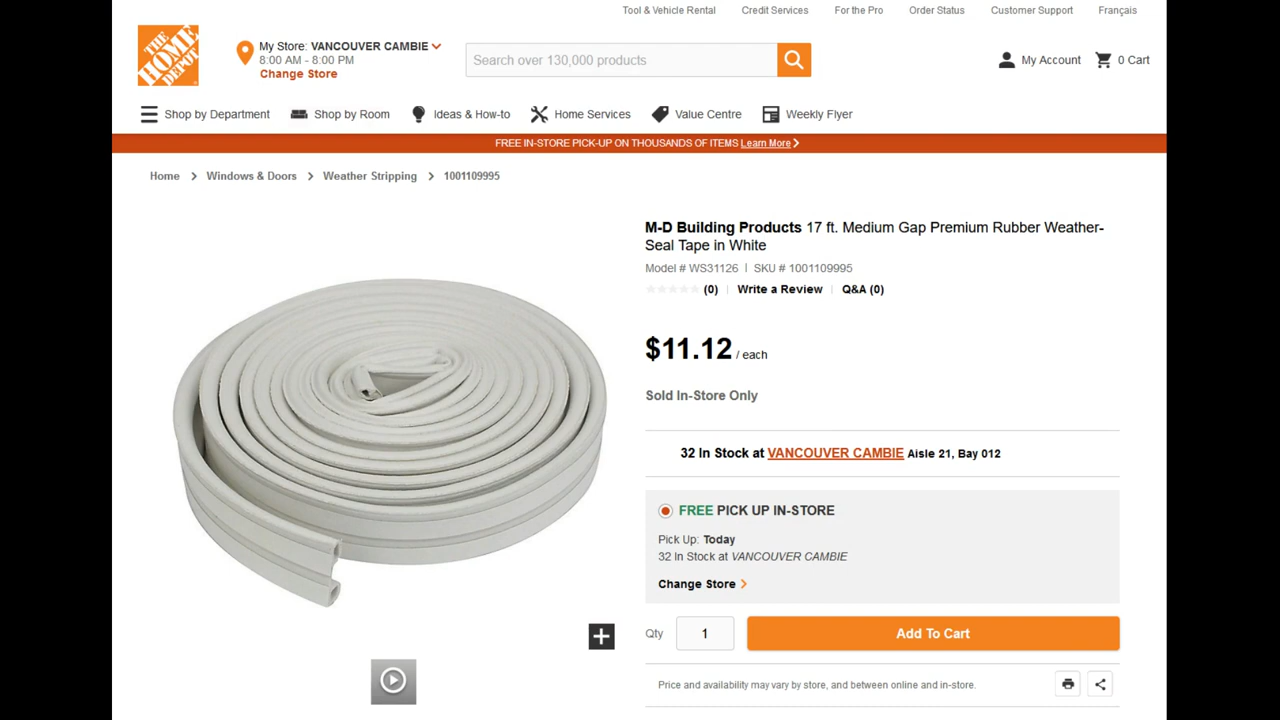 Tool & Vehicle Rental Credit Services For the Pro Order Status Customer Support Français
THE HOME DEPOT
My Store: VANCOUVER CAMBIE
8:00 AM - 8:00 PM
Change Store
Search over 130,000 products
My Account 0 Cart
Shop by Department Shop by Room Ideas & How-to Home Services Value Centre Weekly Flyer
FREE IN-STORE PICK-UP ON THOUSANDS OF ITEMS Learn More
Home Windows & Doors Weather Stripping 1001109995
M-D Building Products 17 ft. Medium Gap Premium Rubber Weather-
Seal Tape in White
Model # WS31126 | SKU # 1001109995
(0) | Write a Review | Q&A (0)
$11.12 / each
Sold In-Store Only
32 In Stock at VANCOUVER CAMBIE Aisle 21, Bay 012
FREE PICK UP IN-STORE
Pick Up: Today
32 In Stock at VANCOUVER CAMBIE
Change Store
Qty 1 Add To Cart
Price and availability may vary by store, and between online and in-store.